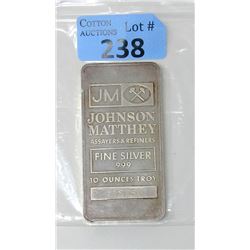 COTTON
AUCTIONS
Lot #
238
JM
JOHNSON
MATTHEY
ASSAYERS & REFINERS
FINE SILVER
999
10 OUNCES TROY